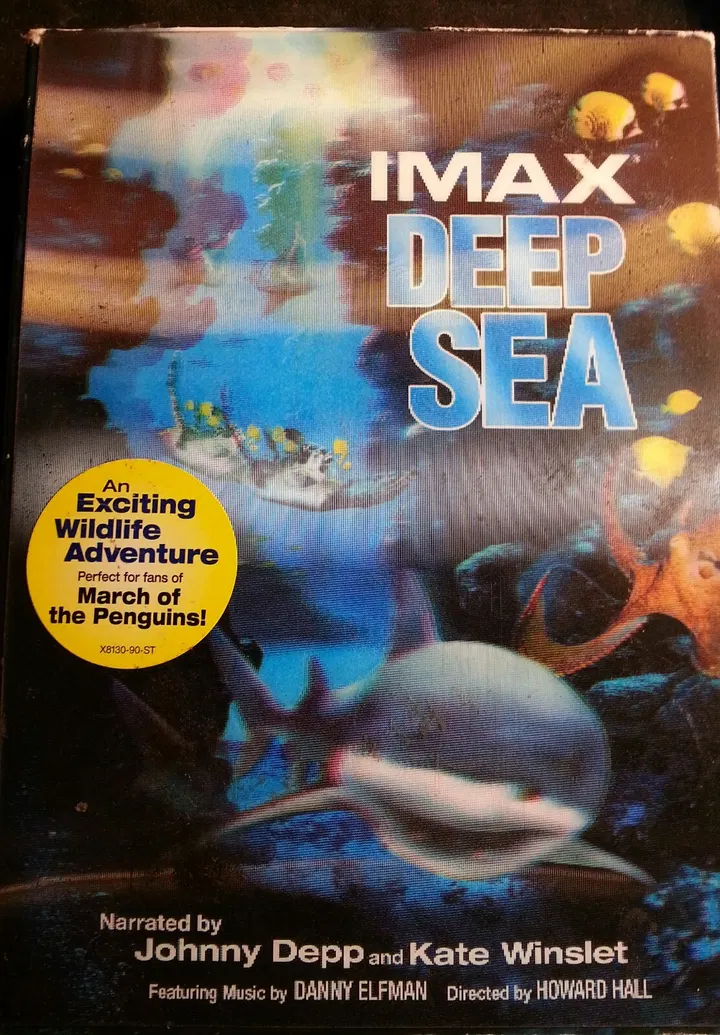 IMAX
DEEP
SEA
An
Exciting
Wildlife
Adventure
Perfect for fans of
March of
the Penguins!
X8130-90-ST
Narrated by
Johnny Depp and Kate Winslet
Featuring Music by DANNY ELFMAN Directed by HOWARD HALL